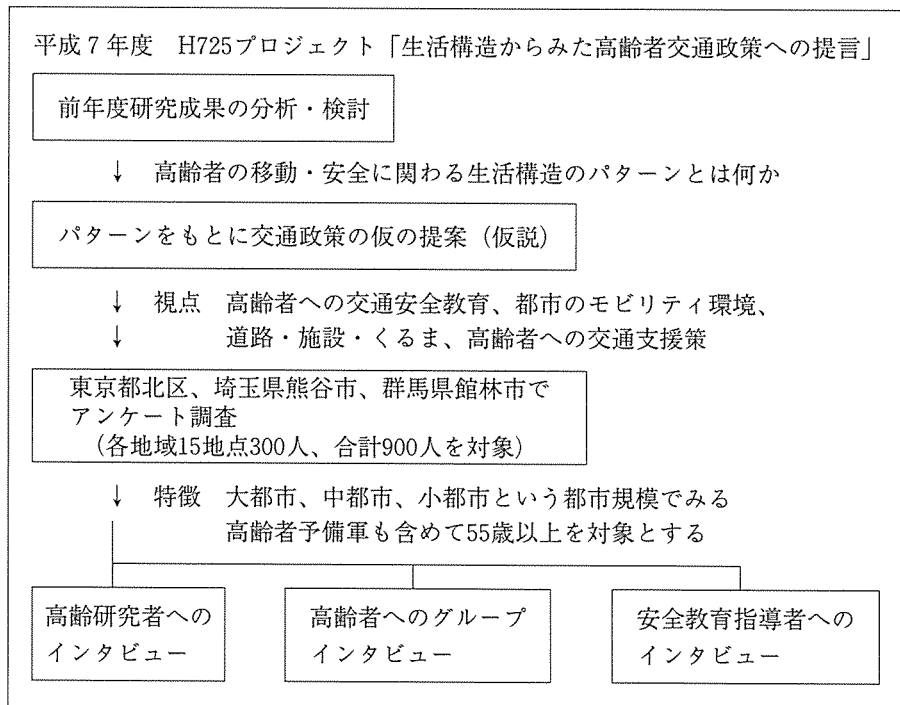 平成7年度　H725プロジェクト「生活構造からみた高齢者交通政策への提言」
前年度研究成果の分析・検討
↓　高齢者の移動・安全に関わる生活構造のパターンとは何か
パターンをもとに交通政策の仮の提案（仮説）
↓　視点　高齢者への交通安全教育、都市のモビリティ環境、
↓　道路・施設・くるま、高齢者への交通支援策
東京都北区、埼玉県熊谷市、群馬県館林市で
アンケート調査
（各地域15地点300人、合計900人を対象）
↓　特徴　大都市、中都市、小都市という都市規模でみる
高齢者予備軍も含めて55歳以上を対象とする
高齢研究者への
インタビュー
高齢者へのグループ
インタビュー
安全教育指導者への
インタビュー